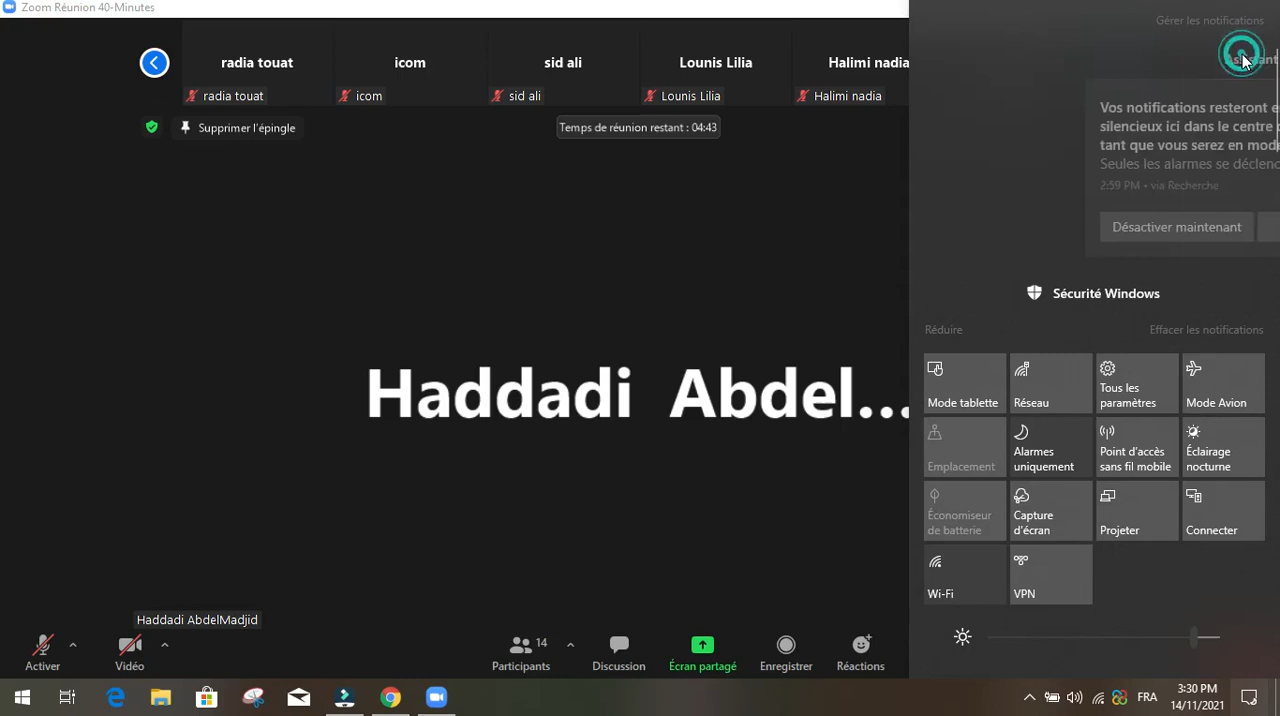 Zoom Réunion 40-Minutes
Gérer les notifications
radia touat
icom
sid ali
Lounis Lilia
Halimi nadia
radia touat
icom
sid ali
Lounis Lilia
Halimi nadia
Supprimer l'épingle
Temps de réunion restant : 04:43
Vos notifications resteront e
silencieux ici dans le centre
tant que vous serez en mode
Seules les alarmes se déclenc
2:59 PM • via Recherche
Désactiver maintenant
Sécurité Windows
Réduire
Effacer les notifications
Haddadi Abdel...
Mode tablette
Réseau
Tous les
paramètres
Mode Avion
Emplacement
Alarmes
uniquement
Point d'accès
sans fil mobile
Éclairage
nocturne
Économiseur
de batterie
Capture
d'écran
Projeter
Connecter
Wi-Fi
VPN
Haddadi AbdelMadjid
Activer
Vidéo
14
Participants
Discussion
Écran partagé
Enregistrer
Réactions
FRA
3:30 PM
14/11/2021